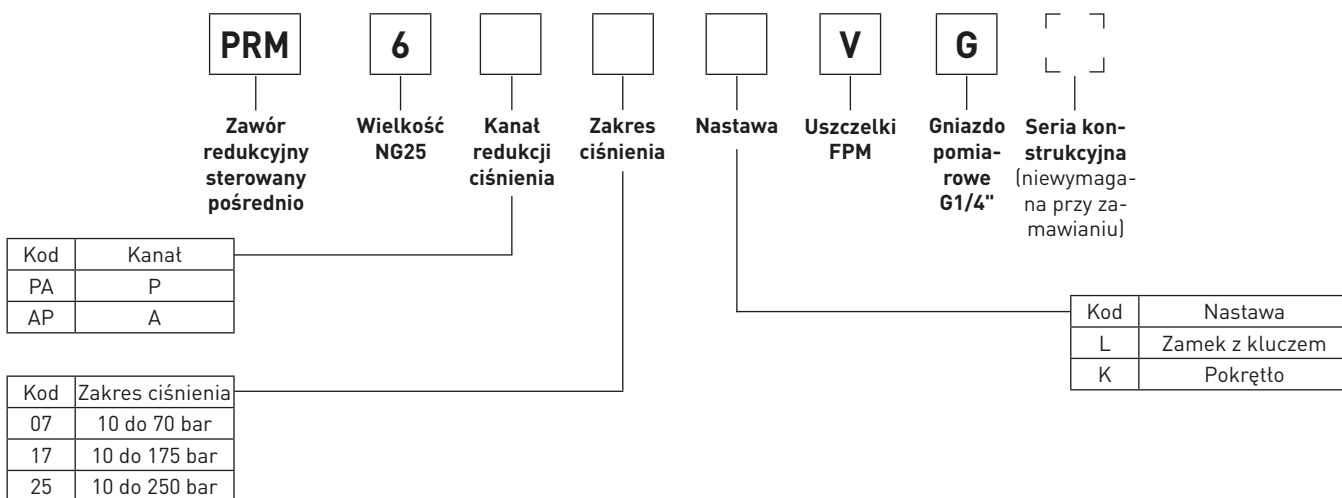 PRM 6 V G
Zawór
redukcyjny
sterowany
pośrednio
Wielkość
NG25
Kanał
redukcji
ciśnienia
Zakres
ciśnienia
Nastawa
Uszczelki
FPM
Gniazdo
pomia-
rowe
G1/4"
Seria kon-
strukcyjna
(niewymaga-
na przy za-
mawianiu)
Kod Kanał
PA P
AP A
Kod Zakres ciśnienia
07 10 do 70 bar
17 10 do 175 bar
25 10 do 250 bar
Kod Nastawa
L Zamek z kluczem
K Pokrętło